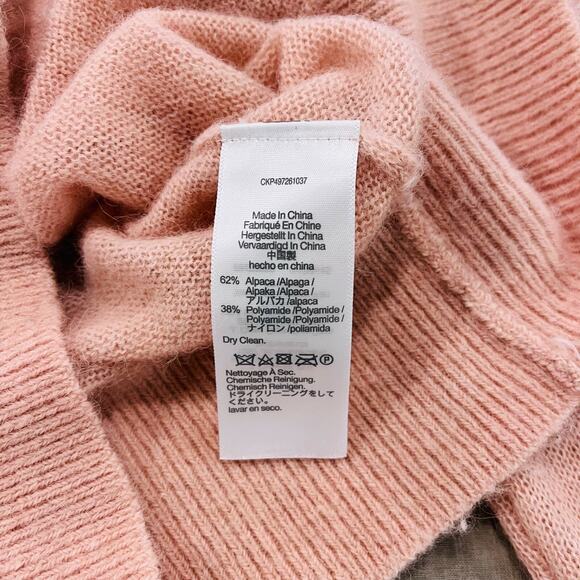 CKP497261037
Made In China
Fabriqué En Chine
Hergestellt In China
Vervaardigd In China
中国製
hecho en china
62% Alpaca /Alpaga /
Alpaka /Alpaca /
アルパカ /alpaca
38% Polyamide /Polyamide /
Polyamide /Polyamide /
ナイロン /poliamida
Dry Clean.
P
Nettoyage À Sec.
Chemische Reinigung.
Chemisch Reinigen.
ドライクリーニングをして
ください。
lavar en seco.